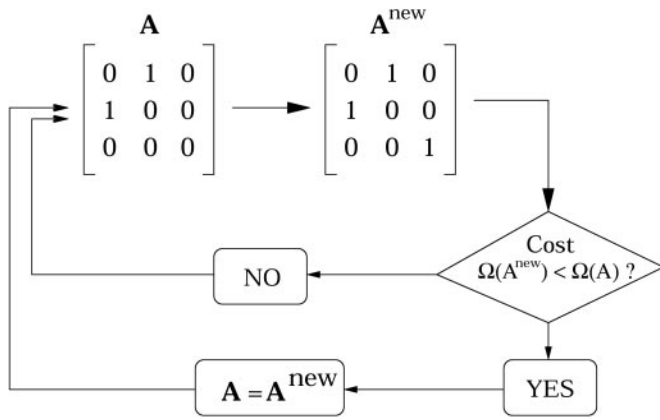 A
0 1 0
1 0 0
0 0 0
A^new
0 1 0
1 0 0
0 0 1
Cost
Ω(A^new) < Ω(A) ?
NO
YES
A = A^new